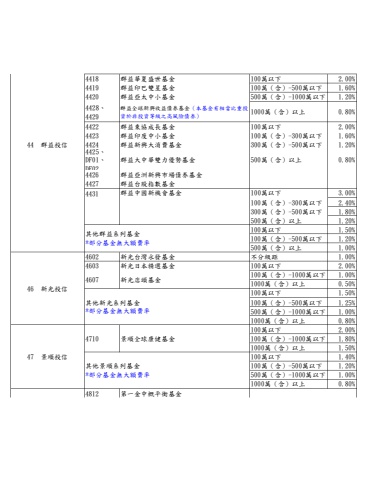 4418 群益華夏盛世基金 100萬以下 2.00%
4419 群益印巴雙星基金 100萬（含）-500萬以下 1.60%
4420 群益亞太中小基金 500萬（含）-1000萬以下 1.20%
4428、
4429 群益全球新興收益債券基金（本基金有相當比重投
資於非投資等級之高風險債券） 1000萬（含）以上 0.80%
4422 群益東協成長基金 100萬以下 2.00%
4423 群益印度中小基金 100萬（含）-300萬以下 1.60%
44 群益投信 4424 群益新興大消費基金 300萬（含）-500萬以下 1.20%
4425、
DF01、 群益大中華雙力優勢基金 500萬（含）以上 0.80%
DF02
4426 群益亞洲新興市場債券基金
4427 群益台股指數基金
4431 群益中國新機會基金 100萬以下 3.00%
100萬（含）-300萬以下 2.40%
300萬（含）-500萬以下 1.80%
500萬（含）以上 1.20%
其他群益系列基金 100萬以下 1.50%
*部分基金無大額費率 100萬（含）-500萬以下 1.20%
500萬（含）以上 1.00%
4602 新光台灣永發基金 不分級距 1.00%
4603 新光日本精選基金 100萬以下 2.00%
46 新光投信 4607 新光店頭基金 100萬（含）-1000萬以下 1.00%
1000萬（含）以上 0.50%
其他新光系列基金 100萬以下 1.50%
*部分基金無大額費率 100萬（含）-500萬以下 1.25%
500萬（含）-1000萬以下 1.00%
1000萬（含）以上 0.80%
4710 景順全球康健基金 100萬以下 2.00%
100萬（含）-1000萬以下 1.80%
1000萬（含）以上 1.50%
47 景順投信 其他景順系列基金 100萬以下 1.40%
*部分基金無大額費率 100萬（含）-500萬以下 1.20%
500萬（含）-1000萬以下 1.00%
1000萬（含）以上 0.80%
4812 第一金中概平衡基金